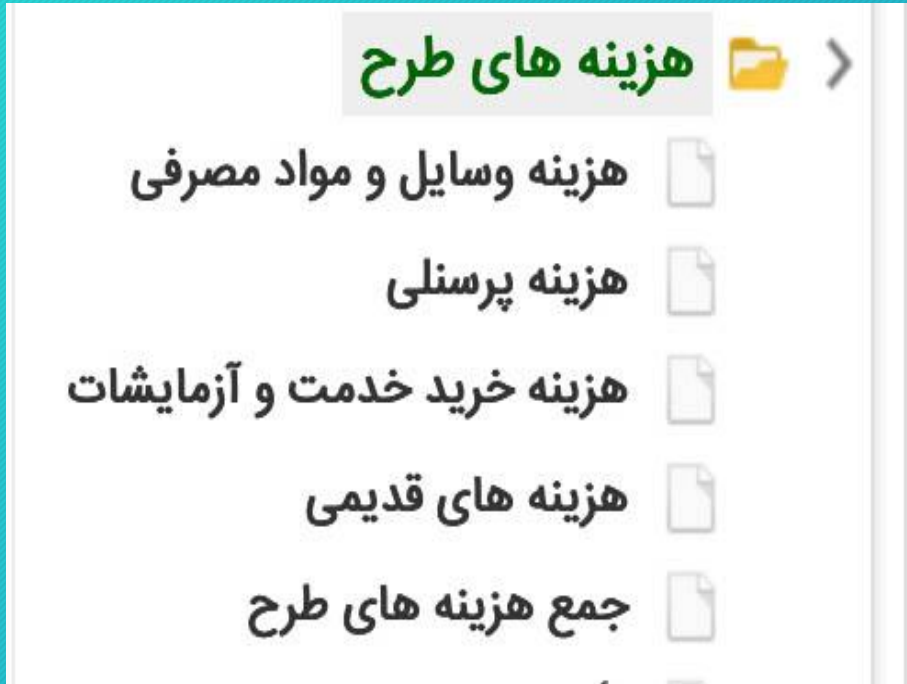 هزینه های طرح
هزینه وسایل و مواد مصرفی
هزینه پرسنلی
هزینه خرید خدمت و آزمایشات
هزینه های قدیمی
جمع هزینه های طرح